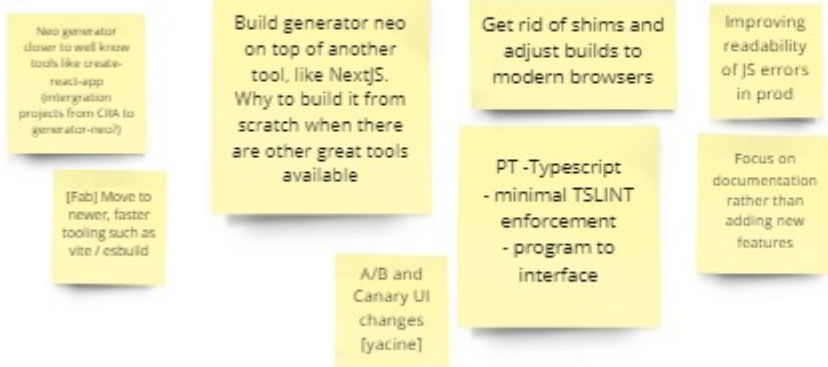 Neo generator
closer to well know
tools like create-
react-app
(intergration
projects from CRA to
generator-neo?)
Build generator neo
on top of another
tool, like NextJS.
Why to build it from
scratch when there
are other great tools
available
Get rid of shims and
adjust builds to
modern browsers
Improving
readability
of JS errors
in prod
[Fab] Move to
newer, faster
tooling such as
vite / esbuild
PT -Typescript
- minimal TSLINT
enforcement
- program to
interface
Focus on
documentation
rather than
adding new
features
A/B and
Canary UI
changes
[yacine]